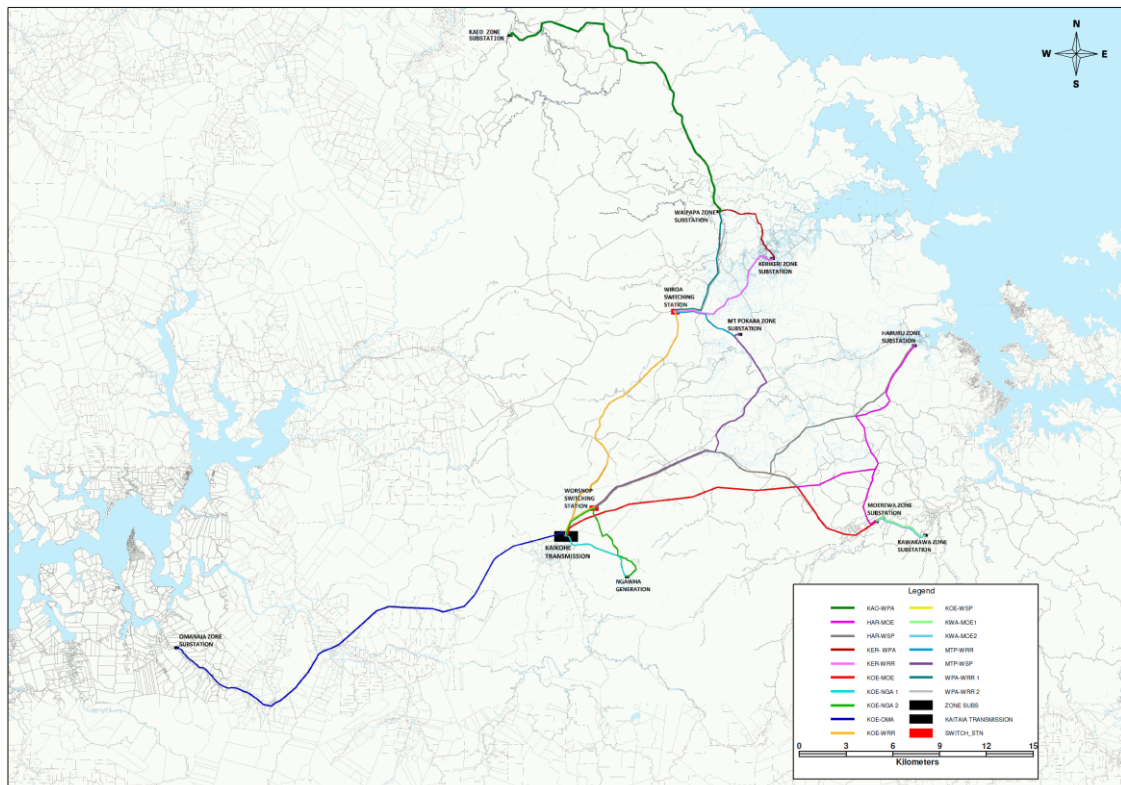 N
W E
S
KAEO ZONE
SUBSTATION
WAIPAPA ZONE
SUBSTATION
KERIKERI ZONE
SUBSTATION
WIROA
SWITCHING
STATION
MT POKAKA ZONE
SUBSTATION
HARURU ZONE
SUBSTATION
WORSHOP
SWITCHING
STATION
MOEREWA ZONE
SUBSTATION
KAWAKAWA ZONE
SUBSTATION
KAIKOHE
TRANSMISSION
NGAWHA
GENERATION
OMANAIA ZONE
SUBSTATION
Legend
KAO-WPA
HAR-MOE
HAR-WSP
KER- WPA
KER-WRR
KOE-MOE
KOE-NGA 1
KOE-NGA 2
KOE-OMA
KOE-WRR
KOE-WSP
KWA-MOE1
KWA-MOE2
MTP-WRR
MTP-WSP
WPA-WRR 1
WPA-WRR 2
ZONE SUBS
KAITAIA TRANSMISSION
SWITCH_STN
0 3 6 9 12 15
Kilometers